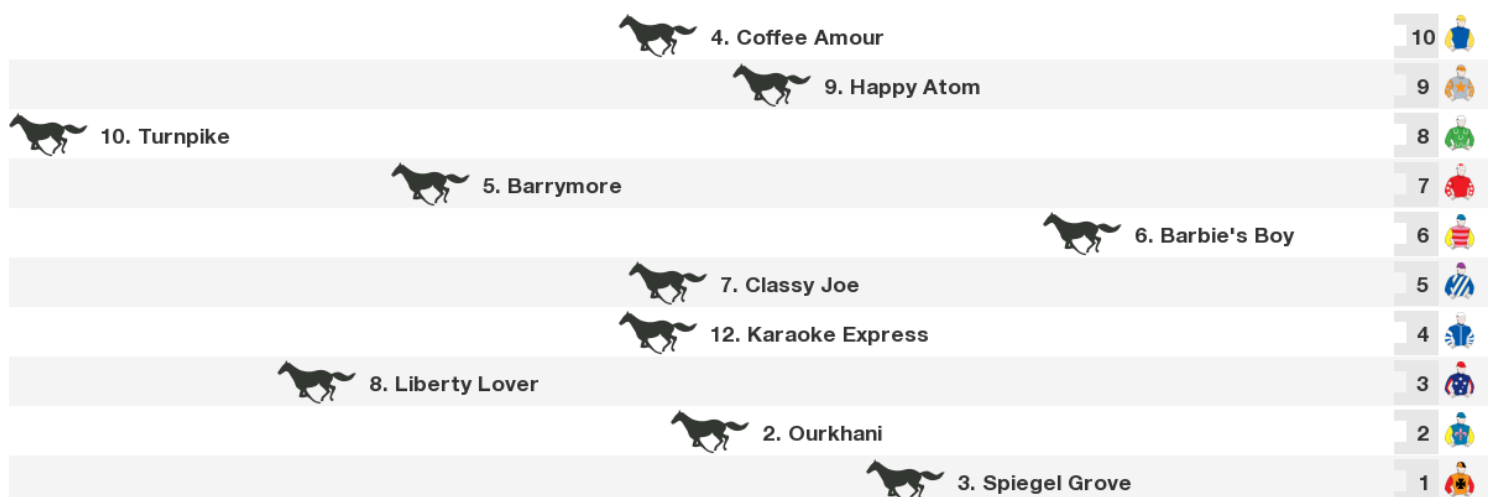 4. Coffee Amour 10
9. Happy Atom 9
10. Turnpike 8
5. Barrymore 7
6. Barbie's Boy 6
7. Classy Joe 5
12. Karaoke Express 4
8. Liberty Lover 3
2. Ourkhani 2
3. Spiegel Grove 1